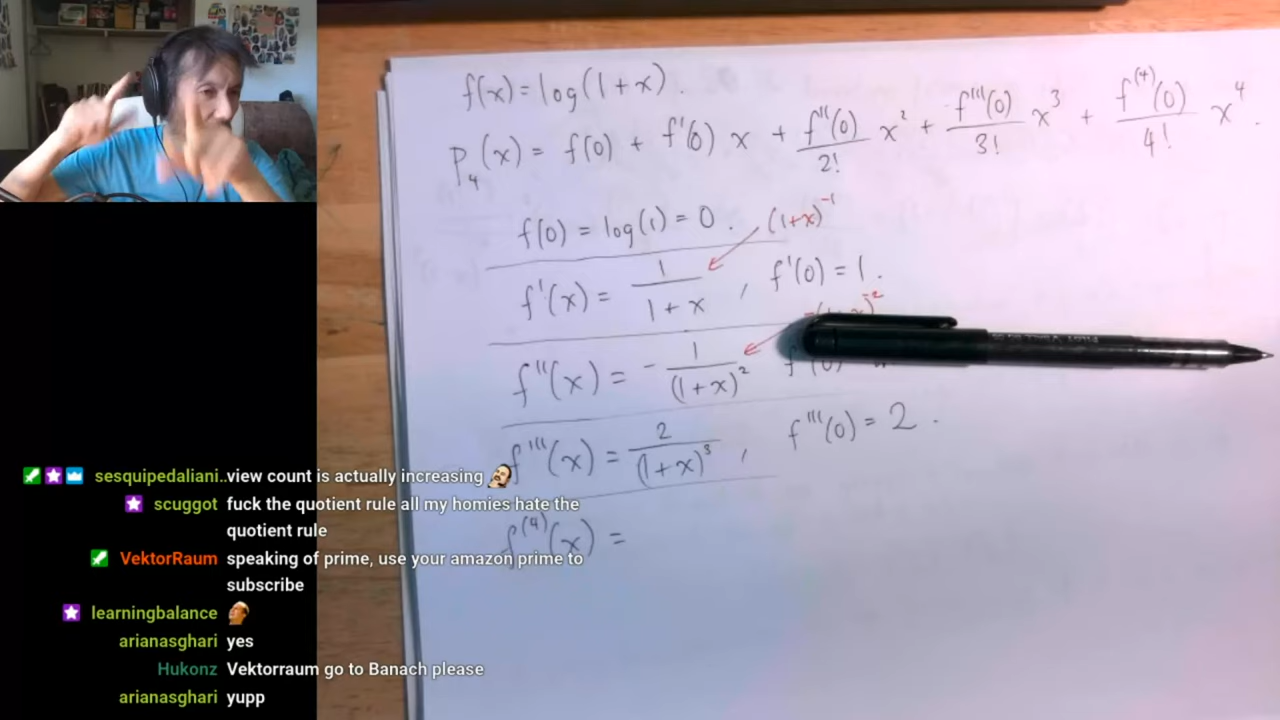 f(x) = log(1+x).
P₄(x) = f(0) + f'(0) x + f''(0)/2! x² + f'''(0)/3! x³ + f⁽⁴⁾(0)/4! x⁴.
f(0) = log(1) = 0. (1+x)⁻¹
f'(x) = 1/(1+x), f'(0) = 1.
f''(x) = - 1/(1+x)²
f'''(x) = 2/(1+x)³, f'''(0) = 2.
f⁽⁴⁾(x) =
sesquipedaliani..view count is actually increasing
scuggot fuck the quotient rule all my homies hate the
quotient rule
VektorRaum speaking of prime, use your amazon prime to
subscribe
learningbalance
arianasghari yes
Hukonz Vektorraum go to Banach please
arianasghari yupp